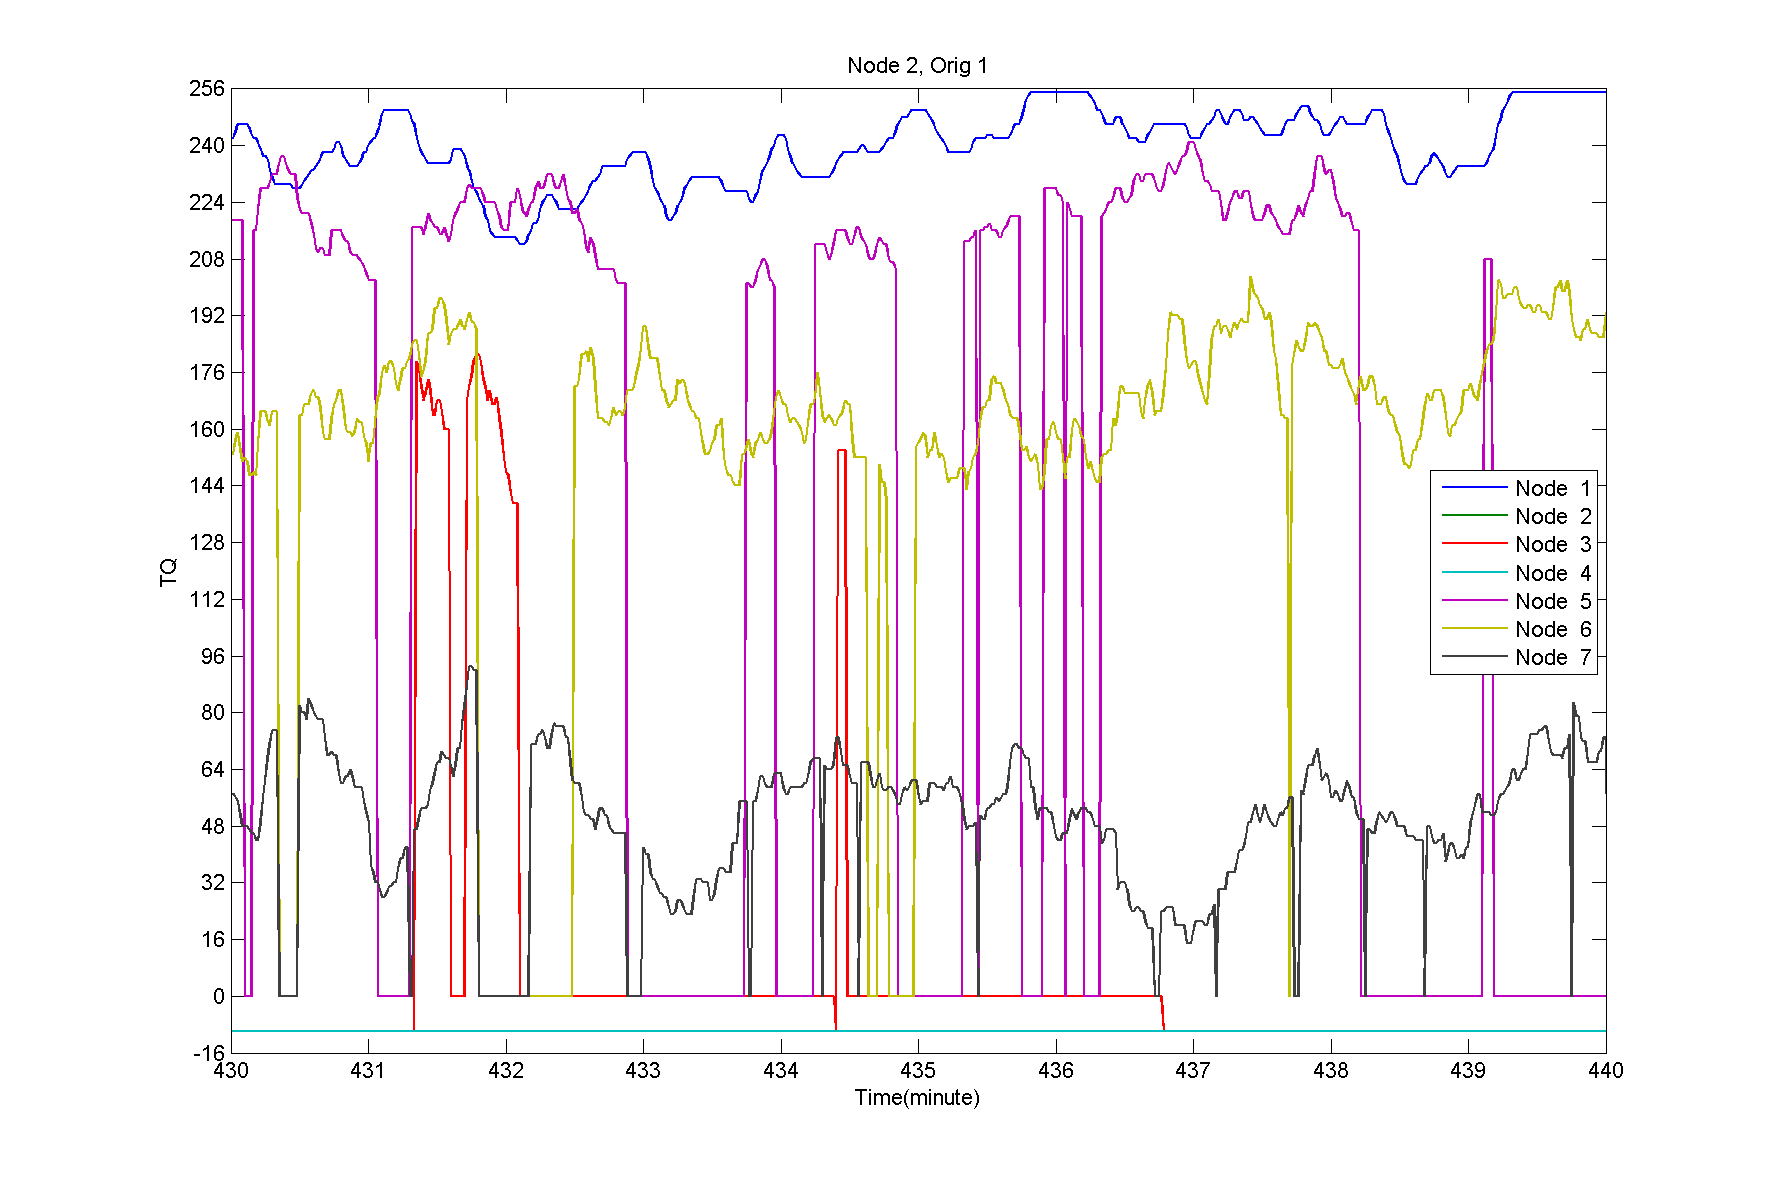 Node 2, Orig 1
256
240
224
208
192
176
160
144
128
112
96
80
64
48
32
16
0
-16
TQ
Node 1
Node 2
Node 3
Node 4
Node 5
Node 6
Node 7
430 431 432 433 434 435 436 437 438 439 440
Time(minute)